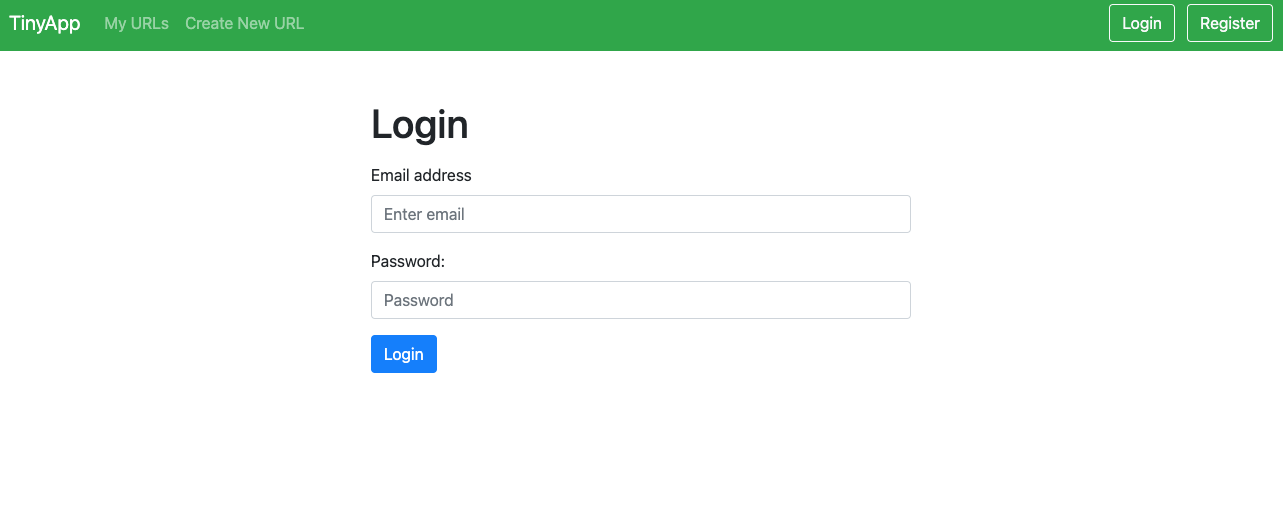 TinyApp My URLs Create New URL Login Register
Login
Email address
Enter email
Password:
Password
Login